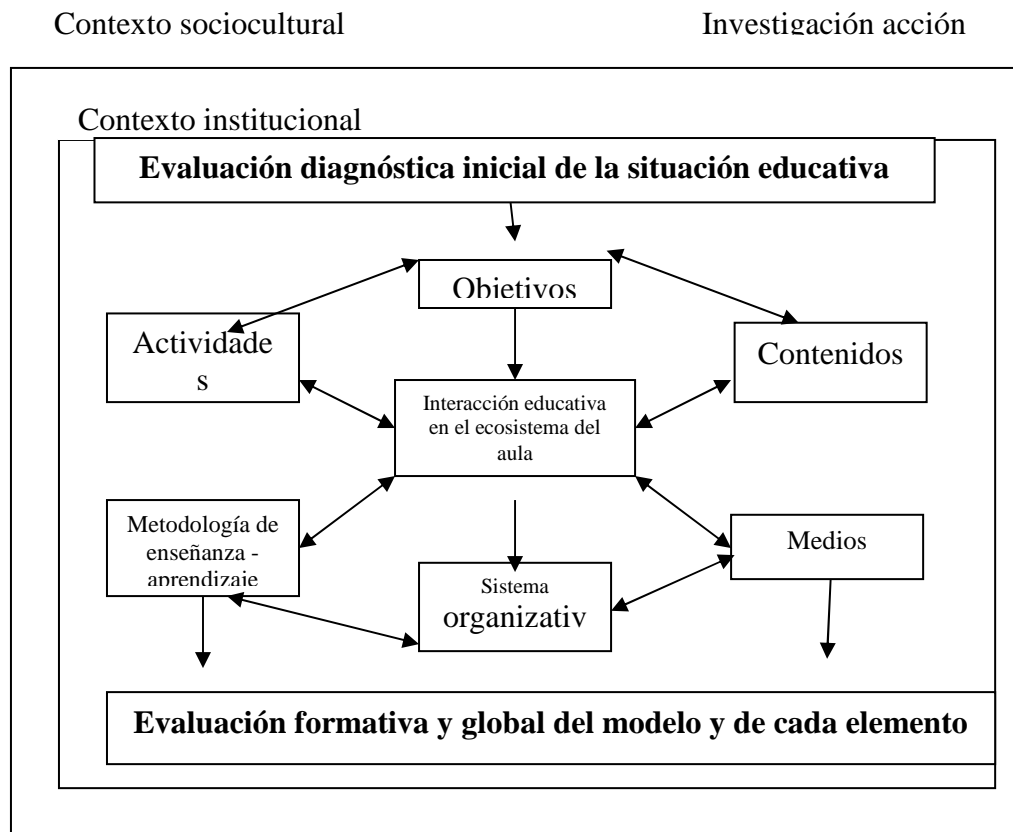 Contexto sociocultural
Investigación acción
Contexto institucional
Evaluación diagnóstica inicial de la situación educativa
Objetivos
Actividade
s
Contenidos
Interacción educativa
en el ecosistema del
aula
Metodología de
enseñanza -
aprendizaje
Medios
Sistema
organizativ
Evaluación formativa y global del modelo y de cada elemento